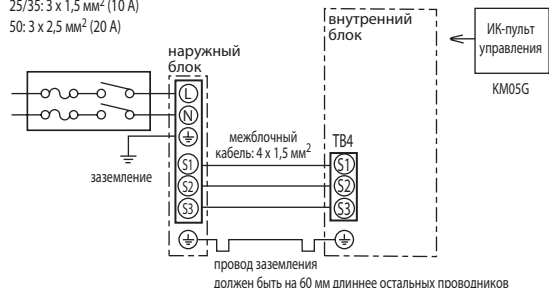 25/35: 3 x 1,5 мм² (10 А)
50: 3 x 2,5 мм² (20 А)
наружный
блок
внутренний
блок
ИК-пульт
управления
KM05G
L
N
заземление
межблочный
кабель: 4 x 1,5 мм²
TB4
S1
S2
S3
S1
S2
S3
провод заземления
должен быть на 60 мм длиннее остальных проводников